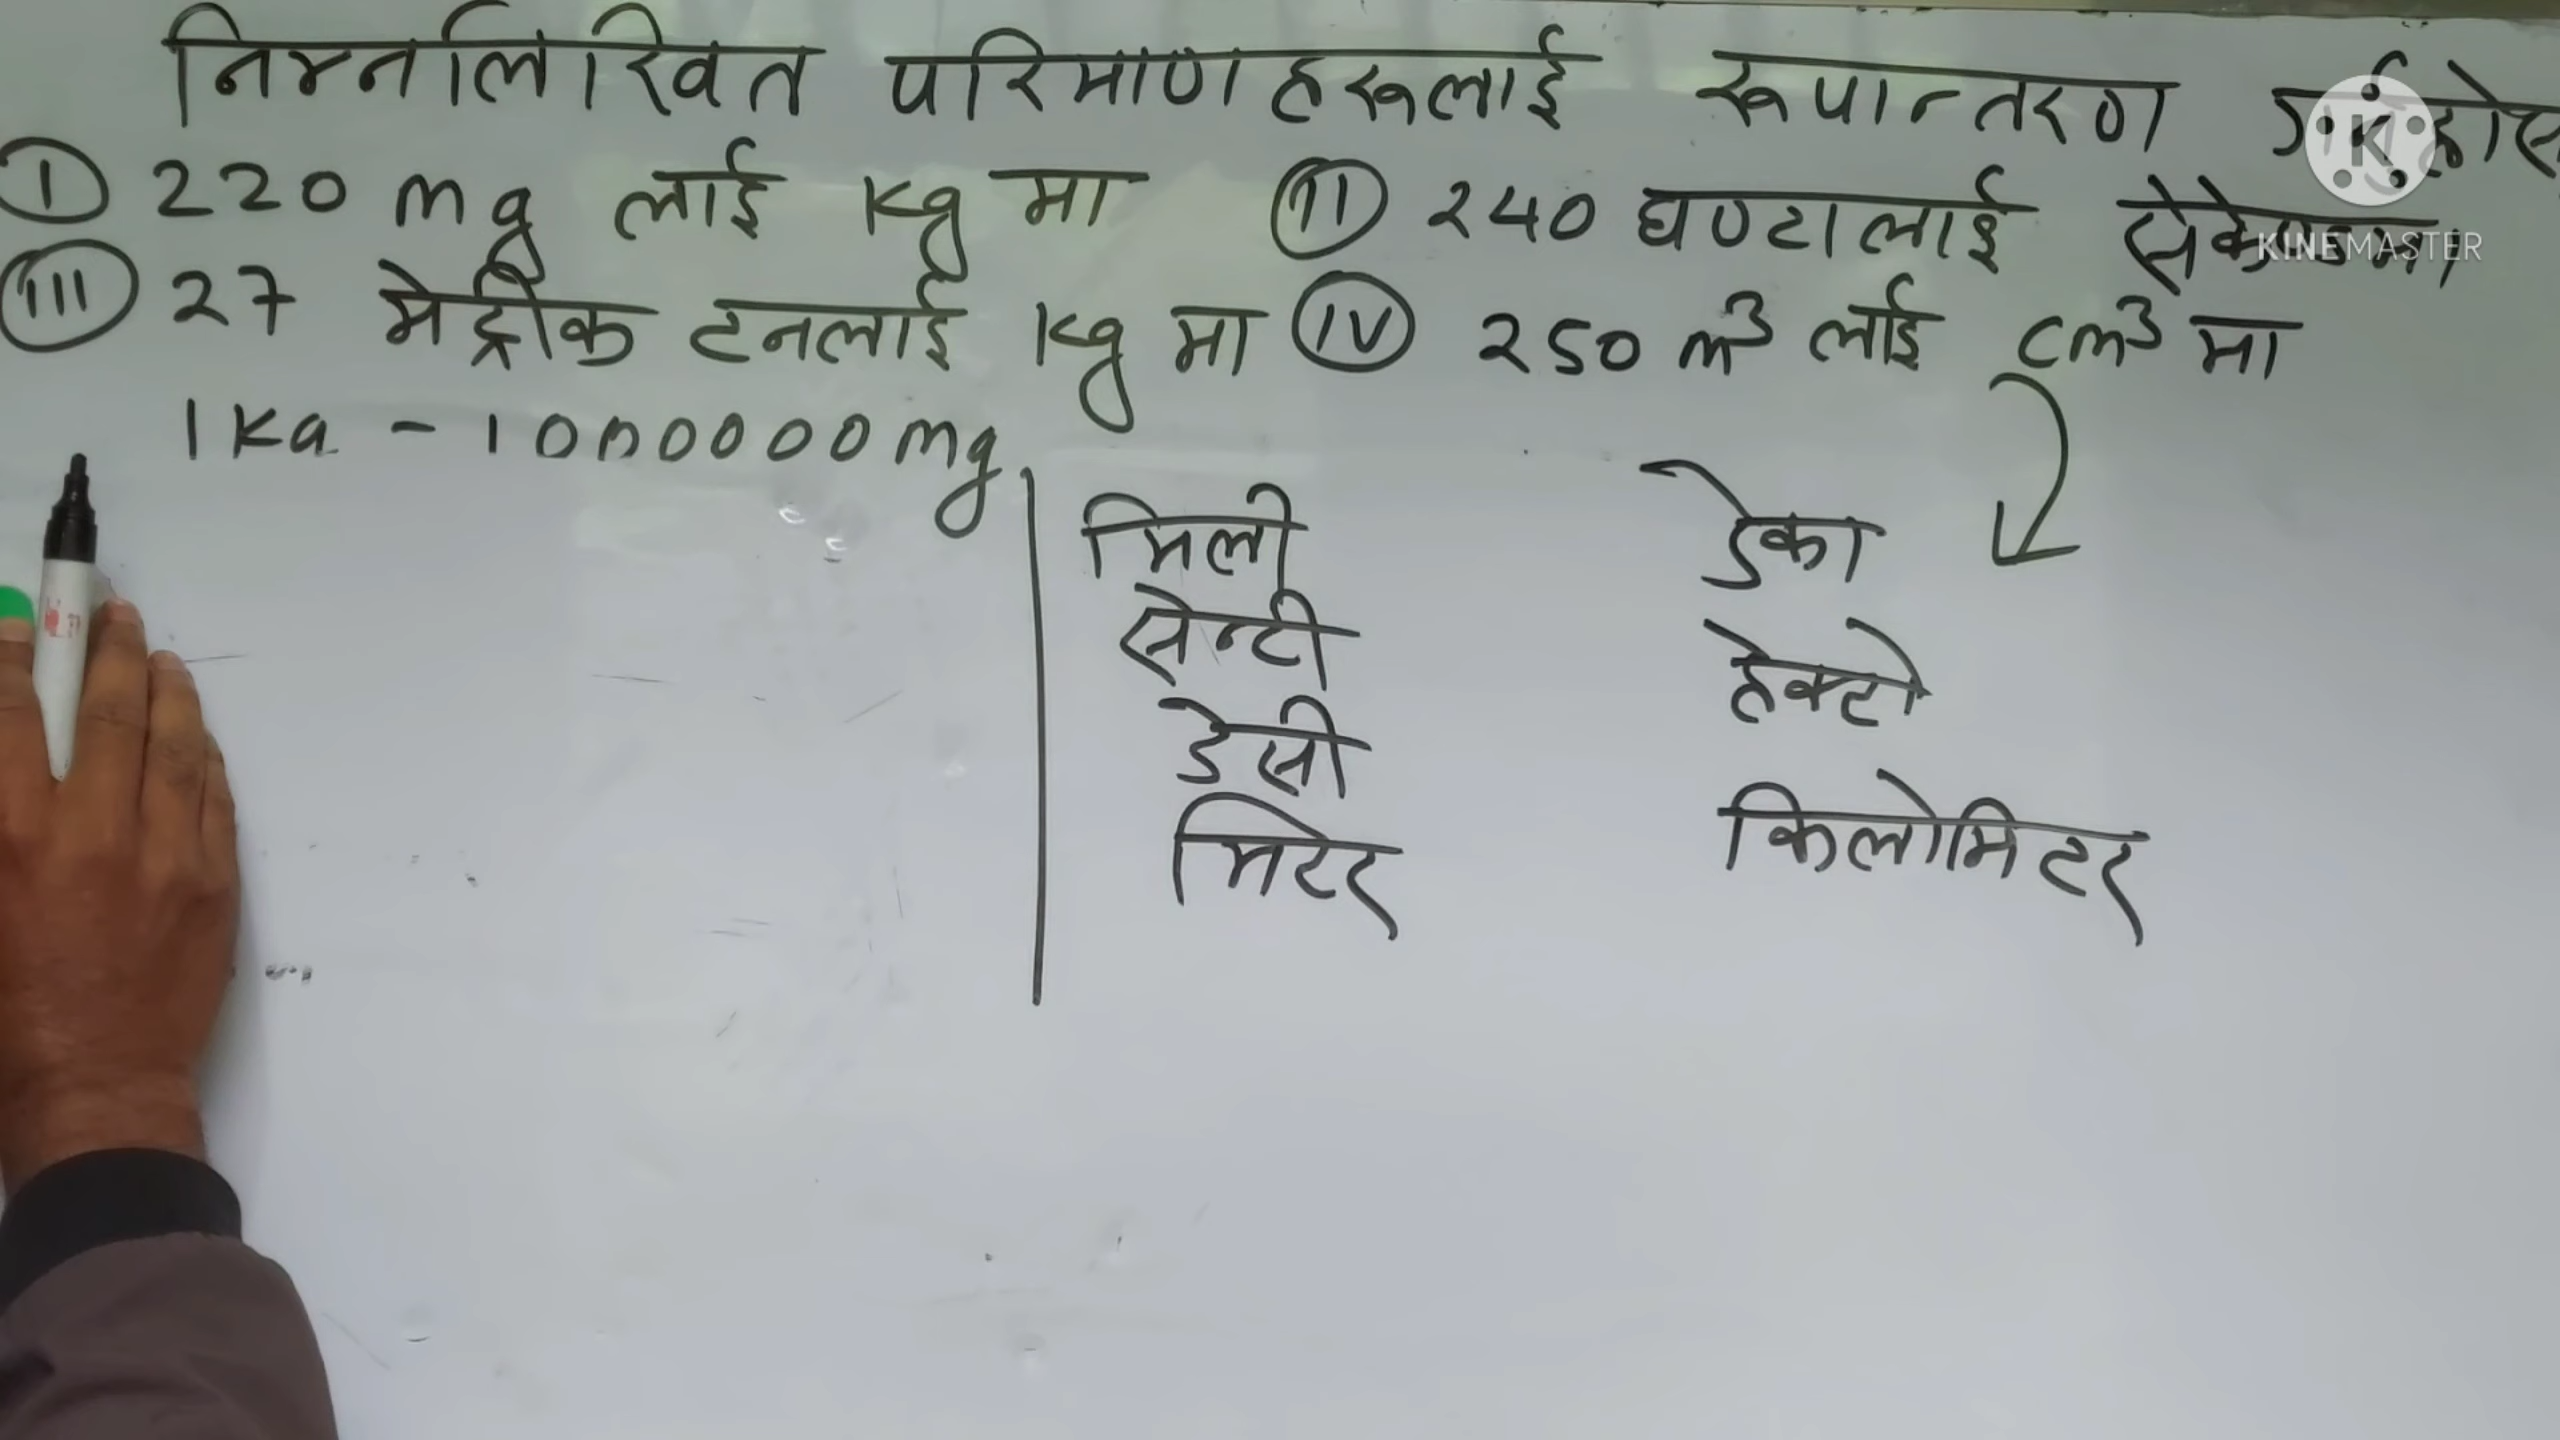 निम्नलिखित परिमाणहरूलाई रूपान्तरण
I 220 mg लाई kg मा II 240 घण्टालाई सेकेण्डमा
III 27 मेट्रीक टनलाई kg मा IV 250 m³ लाई cm³ मा
1 kg - 1000000 mg
मिली डेका
सेन्टी हेक्टो
डेसी
मिटर किलोमिटर
K
KINEMASTER